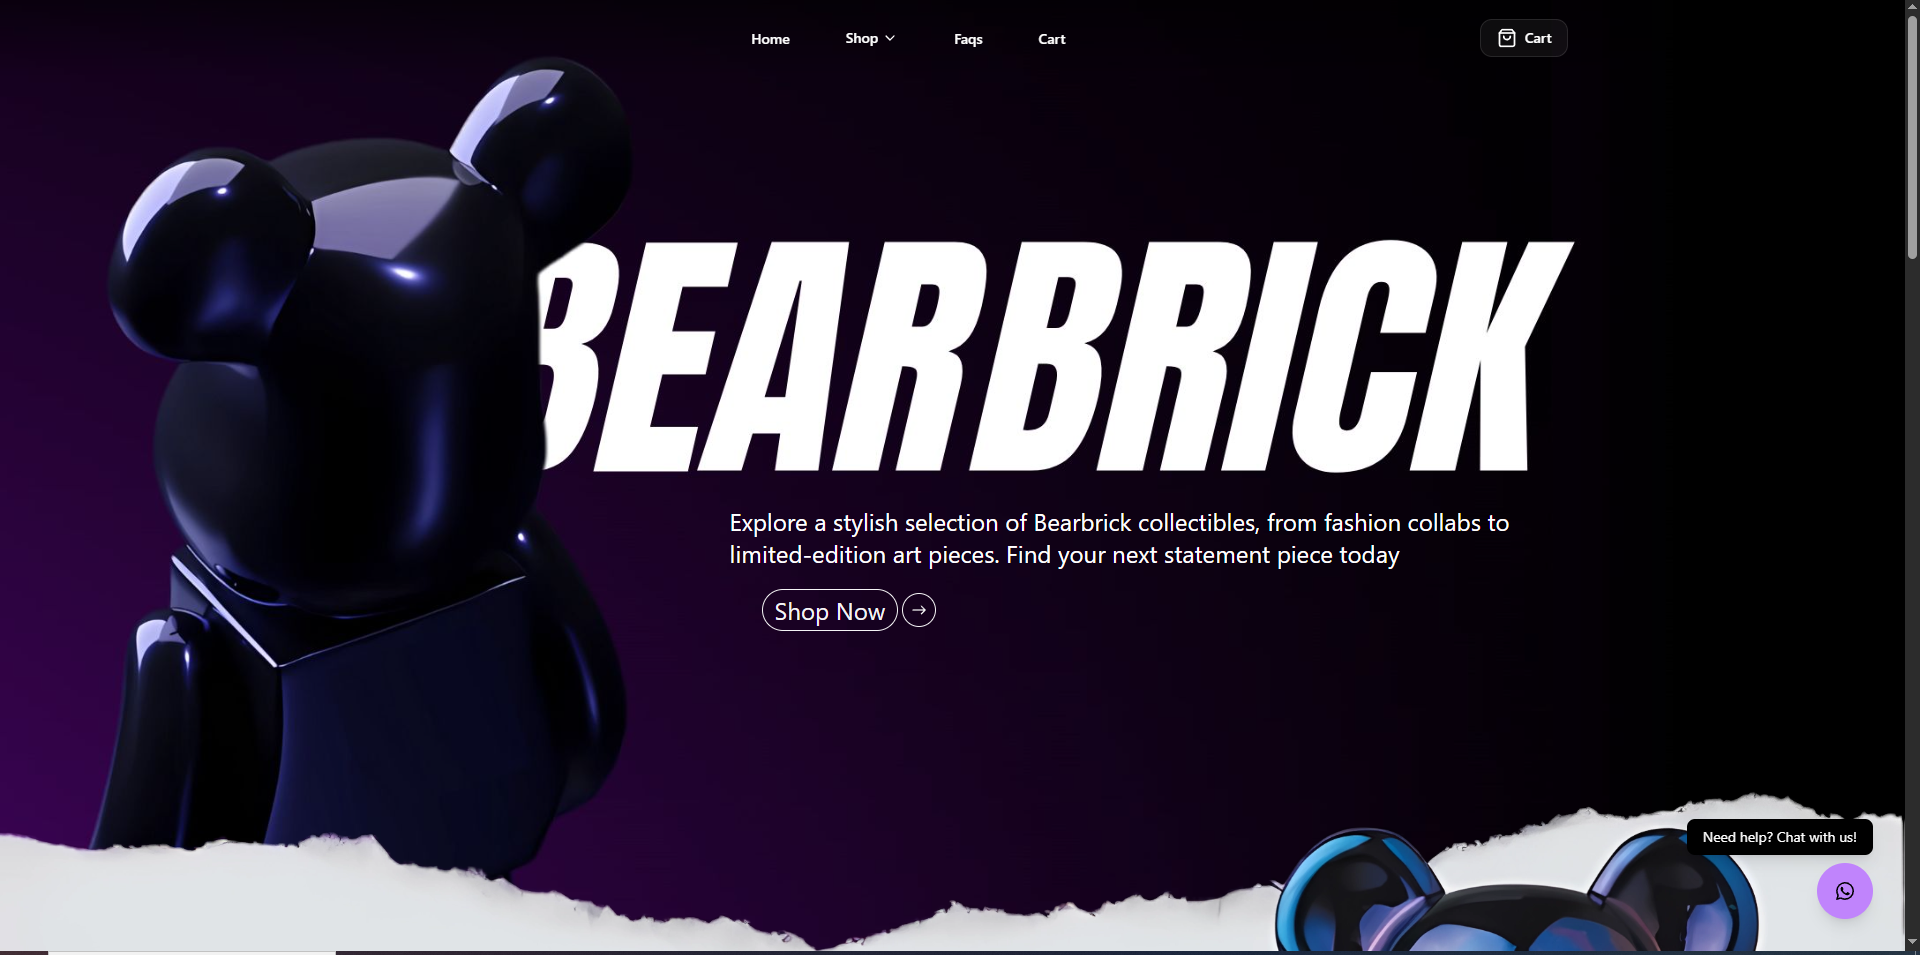 Home
Shop
Faqs
Cart
Cart
BEARBRICK
Explore a stylish selection of Bearbrick collectibles, from fashion collabs to
limited-edition art pieces. Find your next statement piece today
Shop Now
Need help? Chat with us!